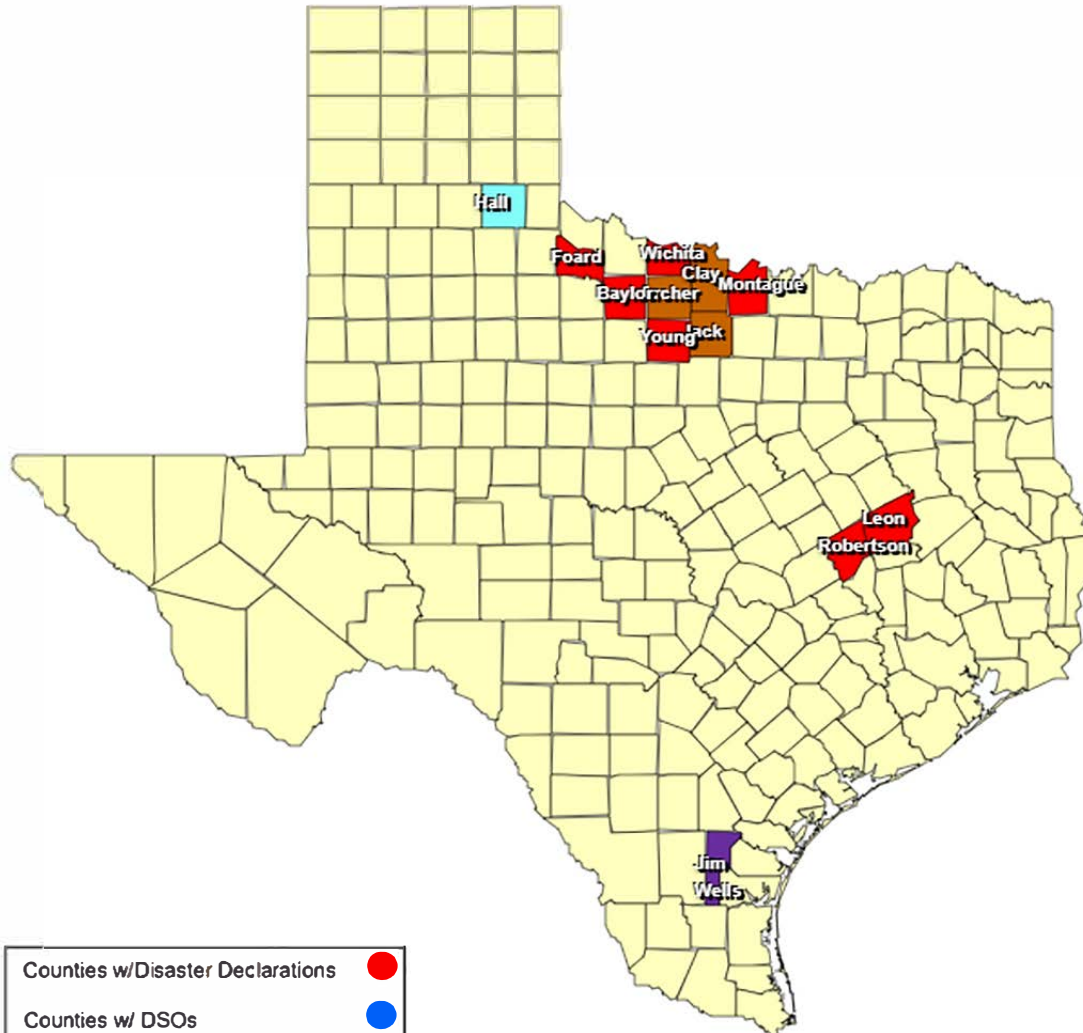 Hall
Foard
Wichita
Clay
Montague
Young
Leon
Robertson
Jim
Wells
Counties w/Disaster Declarations
Counties w/ DSOs